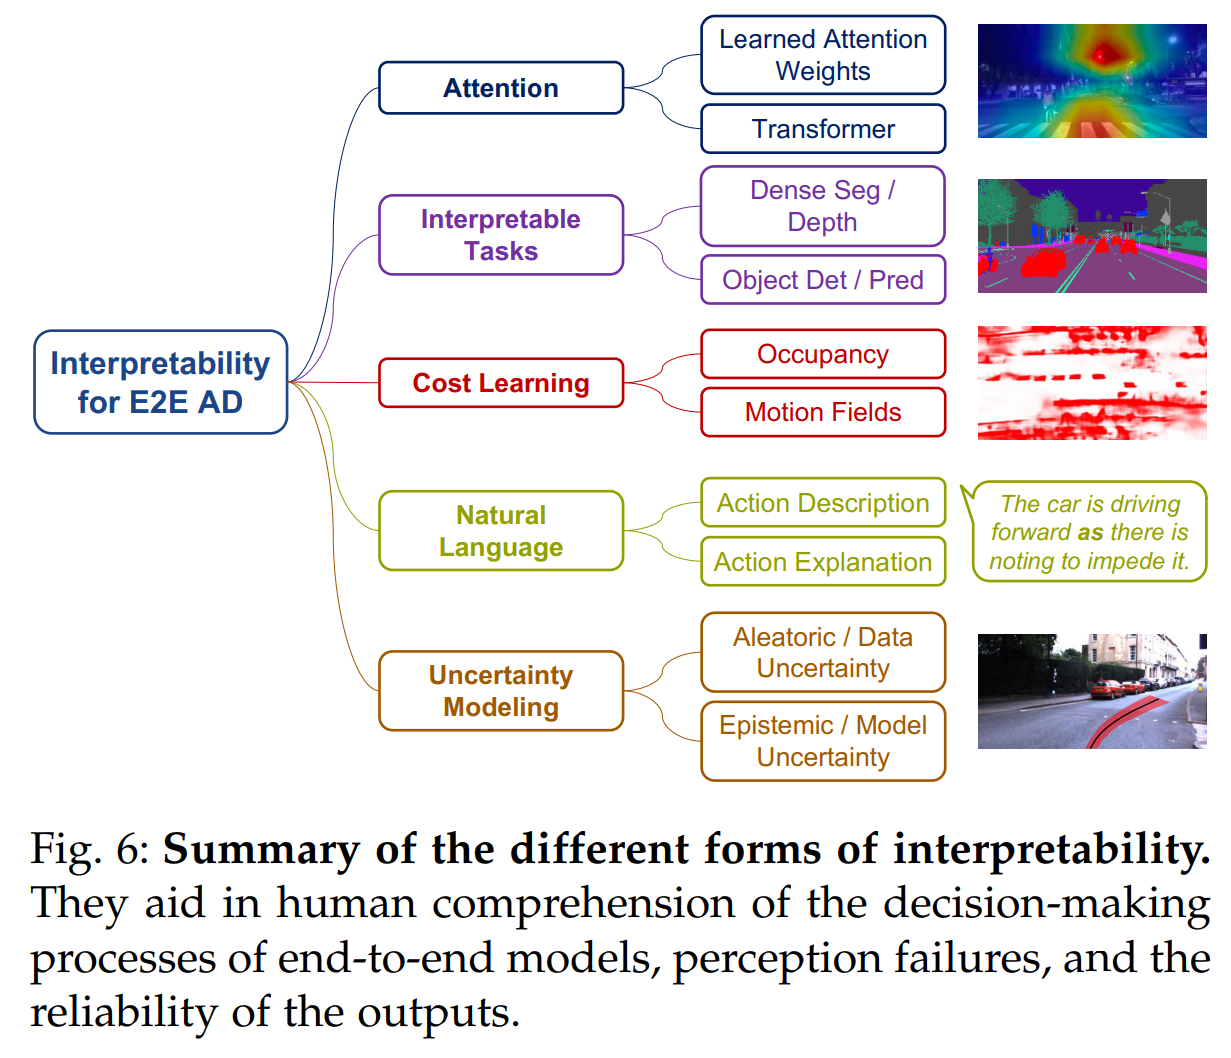 Learned Attention
Weights
Attention
Transformer
Dense Seg /
Depth
Interpretable
Tasks
Object Det / Pred
Occupancy
Interpretability
for E2E AD
Cost Learning
Motion Fields
Action Description
The car is driving
forward as there is
noting to impede it.
Natural
Language
Action Explanation
Aleatoric / Data
Uncertainty
Uncertainty
Modeling
Epistemic / Model
Uncertainty
Fig. 6: Summary of the different forms of interpretability.
They aid in human comprehension of the decision-making
processes of end-to-end models, perception failures, and the
reliability of the outputs.